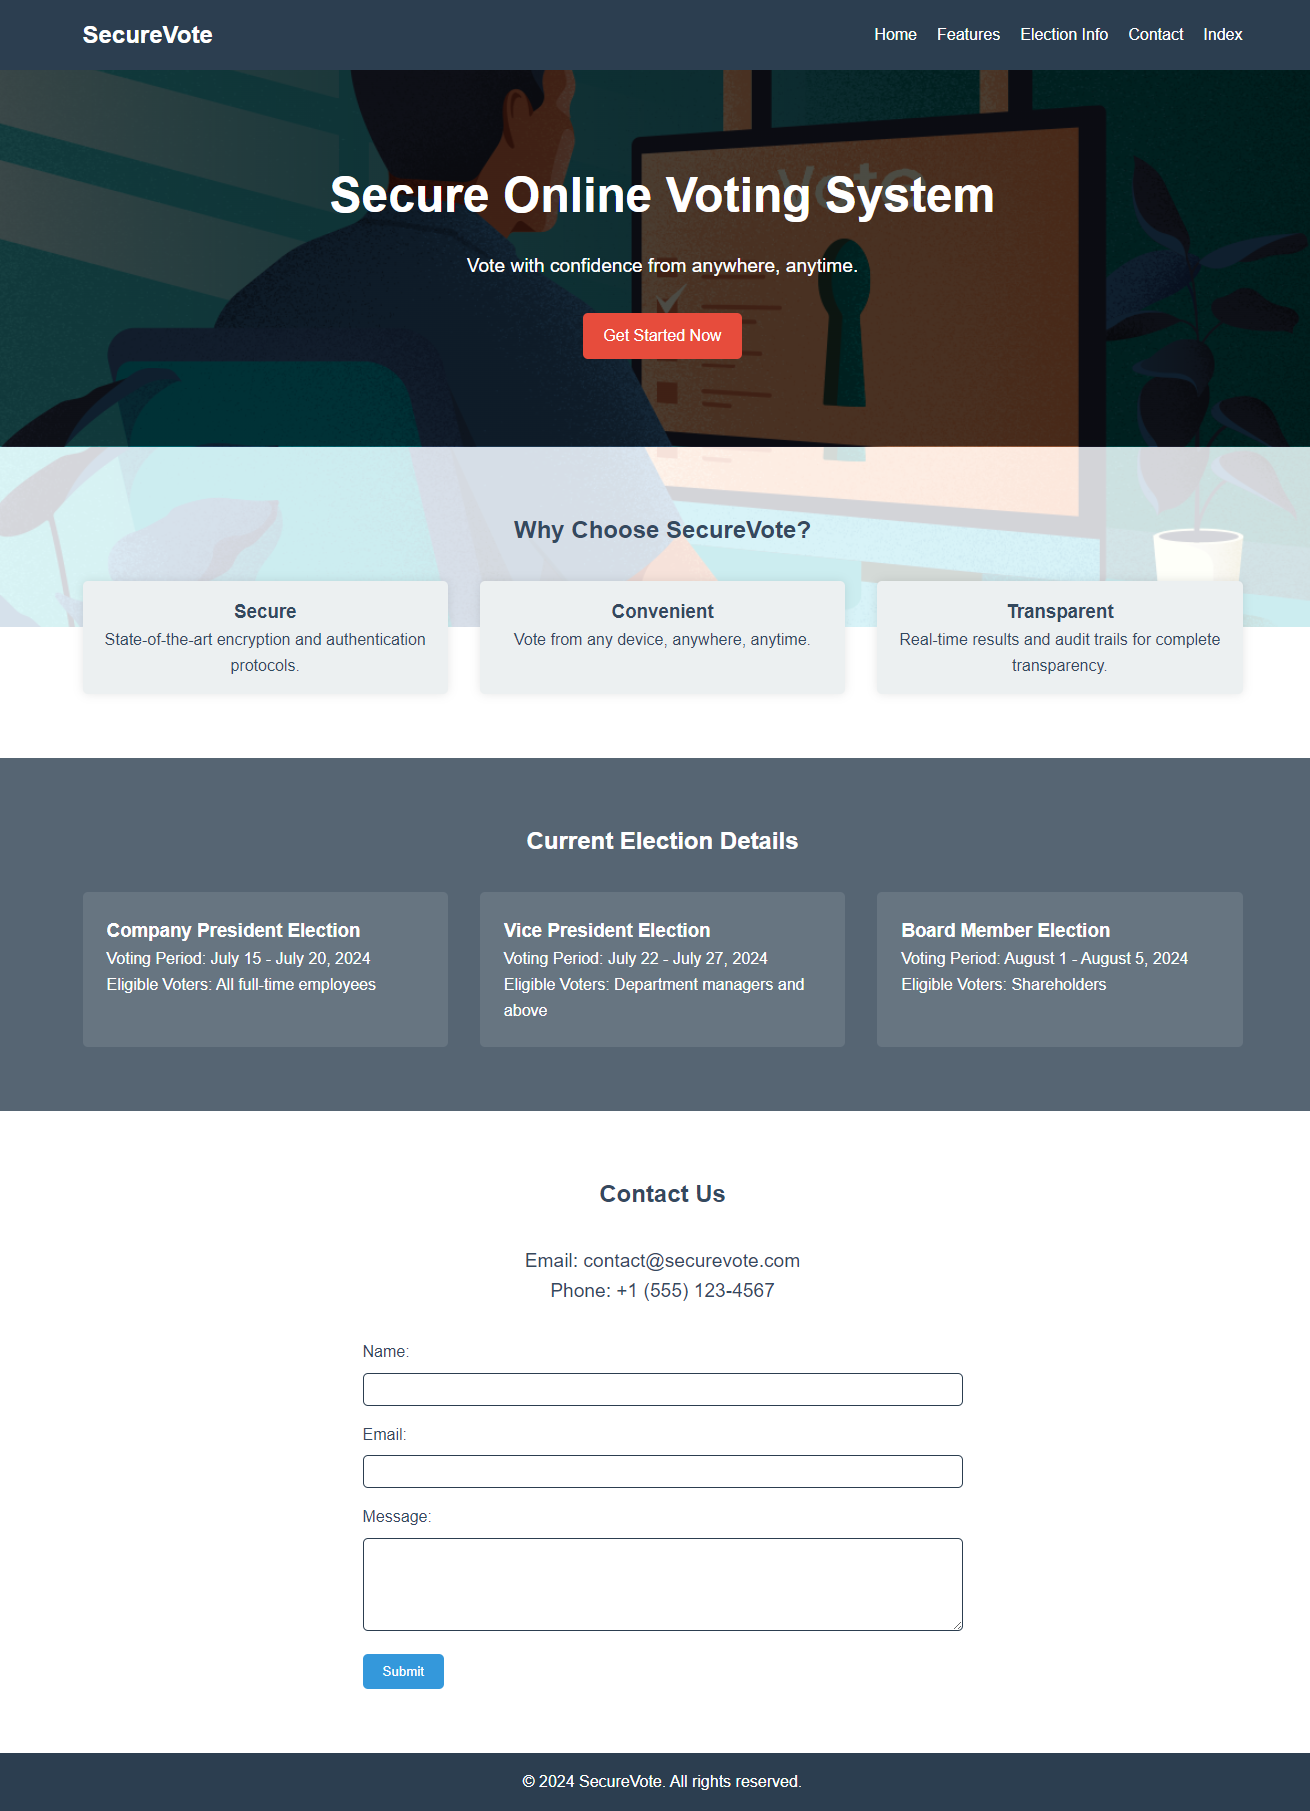 SecureVote
Home Features Election Info Contact Index
vote
Secure Online Voting System
Vote with confidence from anywhere, anytime.
Get Started Now
Why Choose SecureVote?
Secure
State-of-the-art encryption and authentication
protocols.
Convenient
Vote from any device, anywhere, anytime.
Transparent
Real-time results and audit trails for complete
transparency.
Current Election Details
Company President Election
Voting Period: July 15 - July 20, 2024
Eligible Voters: All full-time employees
Vice President Election
Voting Period: July 22 - July 27, 2024
Eligible Voters: Department managers and
above
Board Member Election
Voting Period: August 1 - August 5, 2024
Eligible Voters: Shareholders
Contact Us
Email: contact@securevote.com
Phone: +1 (555) 123-4567
Name:
Email:
Message:
Submit
© 2024 SecureVote. All rights reserved.